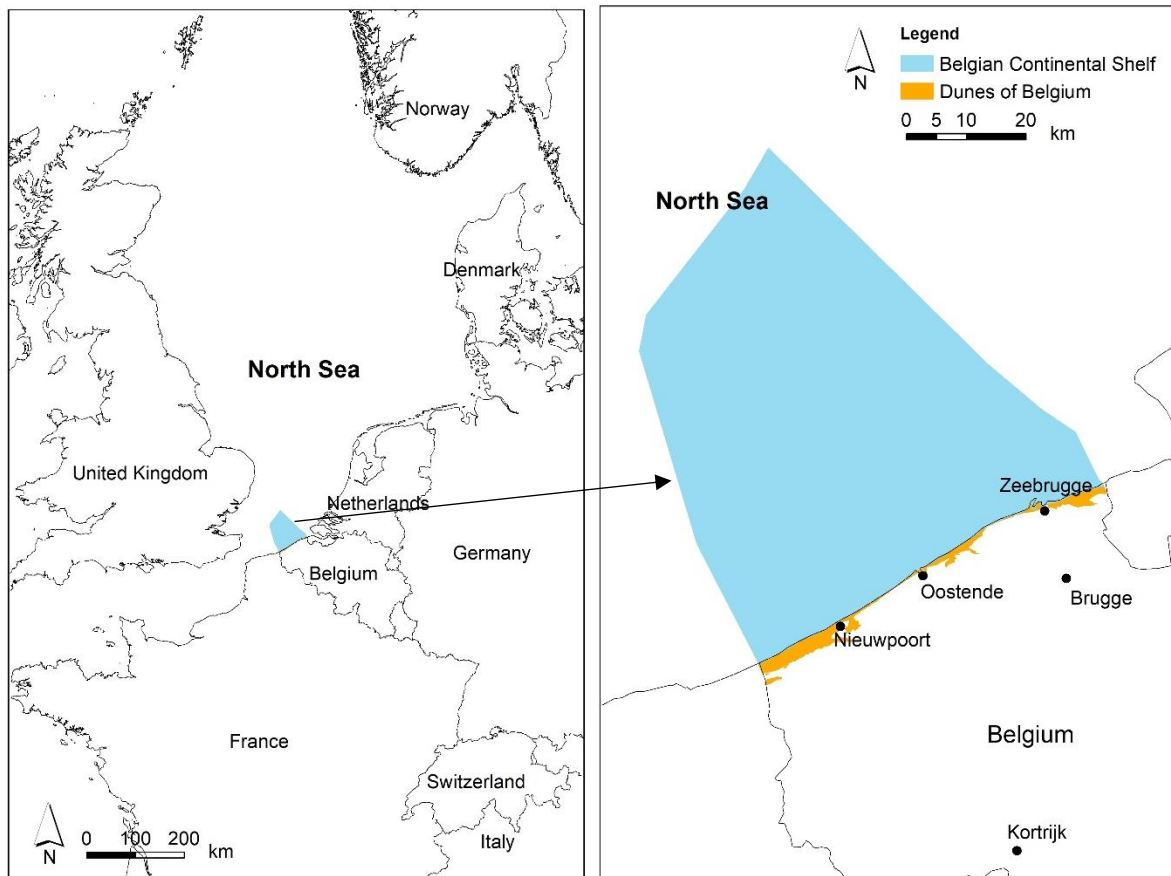 Norway
Denmark
North Sea
United Kingdom
Netherlands
Germany
Belgium
France
Switzerland
Italy
N
0 100 200
km
Legend
Belgian Continental Shelf
Dunes of Belgium
N
0 5 10 20
km
North Sea
Zeebrugge
Oostende
Brugge
Nieuwpoort
Belgium
Kortrijk